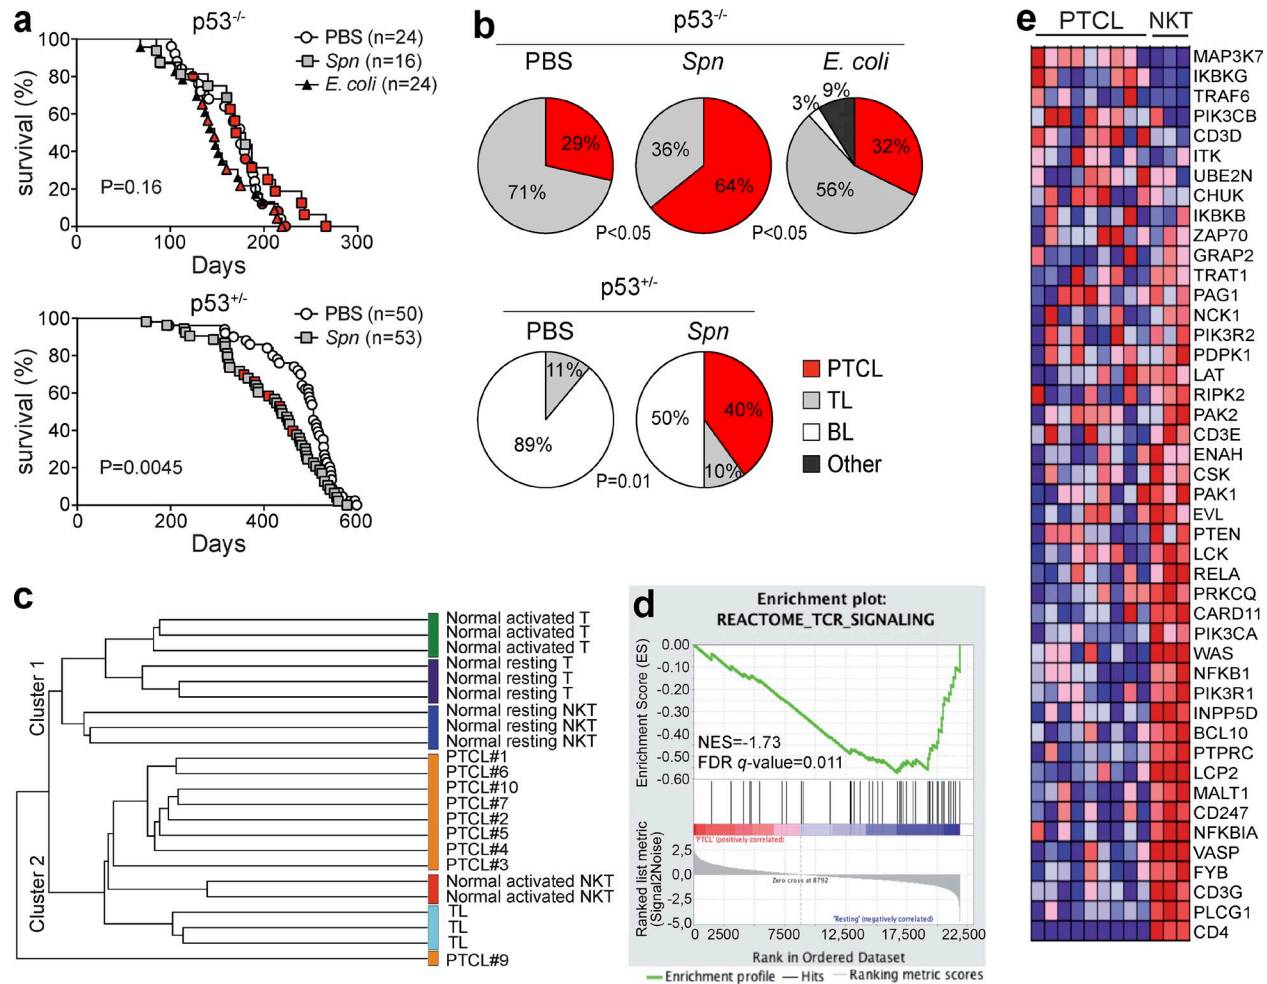 a
p53-/-
100
80
60
40
20
0
survival (%)
PBS (n=24)
Spn (n=16)
E. coli (n=24)
P=0.16
0 100 200 300
Days
p53+/-
100
80
60
40
20
0
survival (%)
PBS (n=50)
Spn (n=53)
P=0.0045
0 200 400 600
Days
b
p53-/-
PBS Spn E. coli
29%
71%
36%
64%
3% 9%
32%
56%
P<0.05 P<0.05
p53+/-
PBS Spn
11%
89%
50%
40%
10%
P=0.01
PTCL
TL
BL
Other
c
Cluster 1
Cluster 2
Normal activated T
Normal activated T
Normal activated T
Normal resting T
Normal resting T
Normal resting T
Normal resting NKT
Normal resting NKT
Normal resting NKT
PTCL#1
PTCL#6
PTCL#10
PTCL#7
PTCL#2
PTCL#5
PTCL#4
PTCL#3
Normal activated NKT
Normal activated NKT
TL
TL
TL
PTCL#9
d
Enrichment plot:
REACTOME_TCR_SIGNALING
Enrichment Score (ES)
0.00
-0.10
-0.20
-0.30
-0.40
-0.50
-0.60
NES=-1.73
FDR q-value=0.011
'PTCL' (positively correlated)
Ranked list metric
(Signal2Noise)
2,5
0,0
-2,5
-5,0
Zero cross at 8792
'Resting' (negatively correlated)
0 2500 7500 12,500 17,500 22,500
Rank in Ordered Dataset
Enrichment profile Hits Ranking metric scores
e
PTCL NKT
MAP3K7
IKBKG
TRAF6
PIK3CB
CD3D
ITK
UBE2N
CHUK
IKBKB
ZAP70
GRAP2
TRAT1
PAG1
NCK1
PIK3R2
PDPK1
LAT
RIPK2
PAK2
CD3E
ENAH
CSK
PAK1
EVL
PTEN
LCK
RELA
PRKCQ
CARD11
PIK3CA
WAS
NFKB1
PIK3R1
INPP5D
BCL10
PTPRC
LCP2
MALT1
CD247
NFKBIA
VASP
FYB
CD3G
PLCG1
CD4